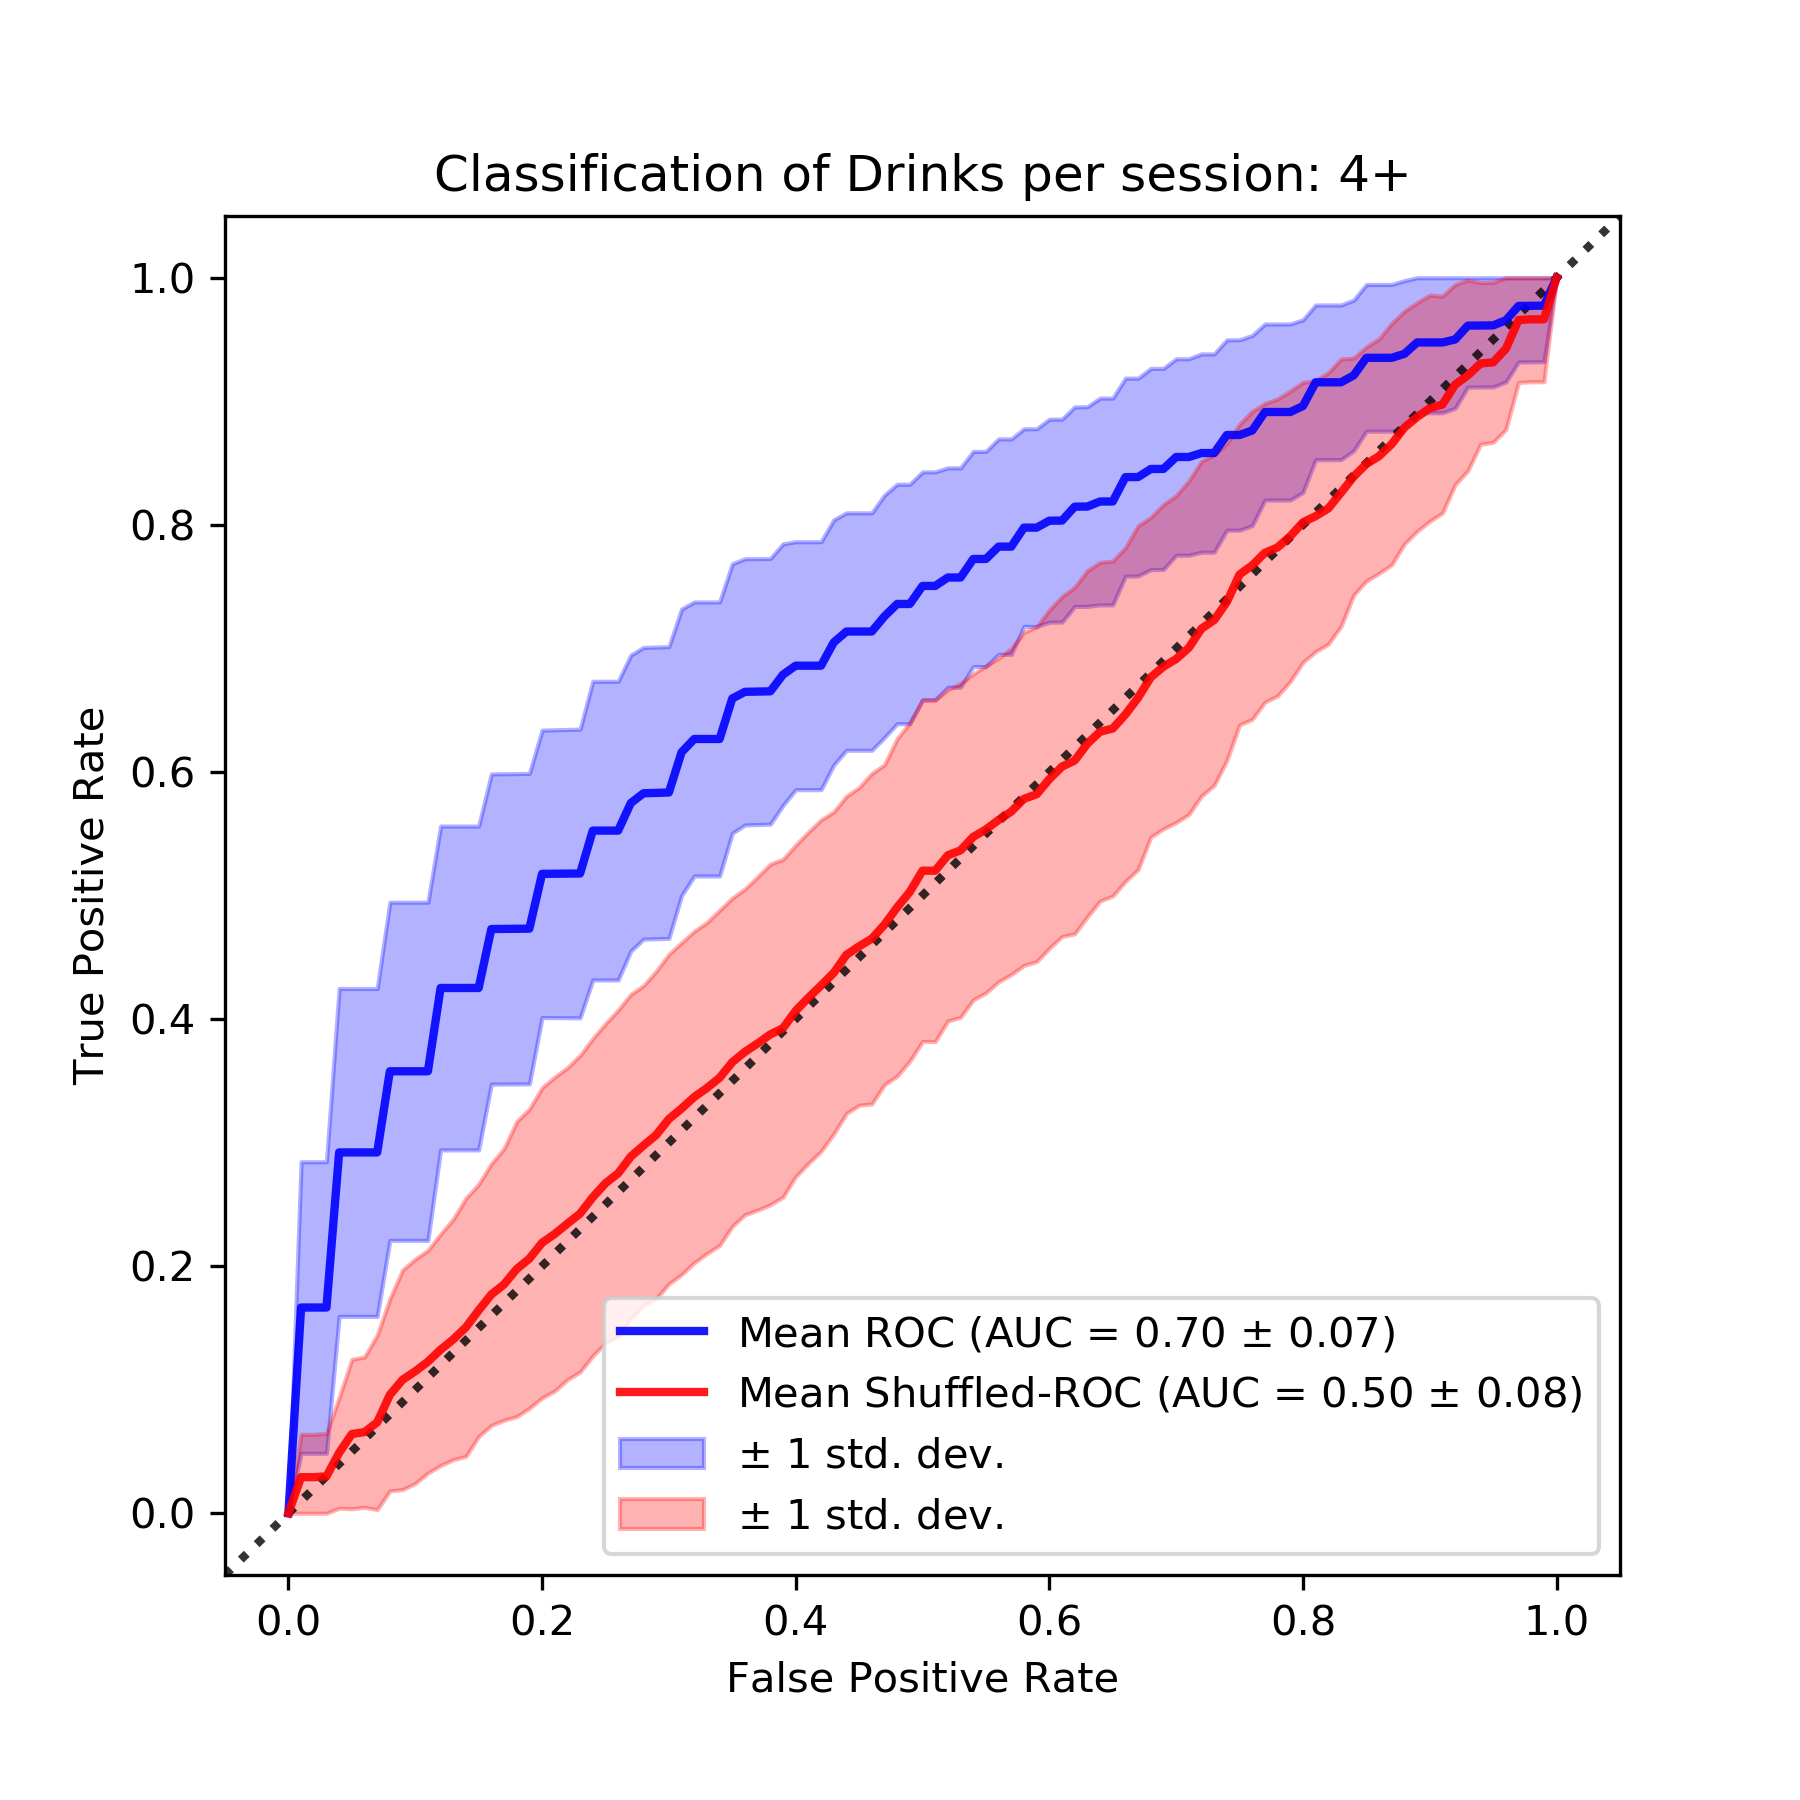 Classification of Drinks per session: 4+
True Positive Rate
1.0
0.8
0.6
0.4
0.2
0.0
Mean ROC (AUC = 0.70 ± 0.07)
Mean Shuffled-ROC (AUC = 0.50 ± 0.08)
± 1 std. dev.
± 1 std. dev.
0.0 0.2 0.4 0.6 0.8 1.0
False Positive Rate